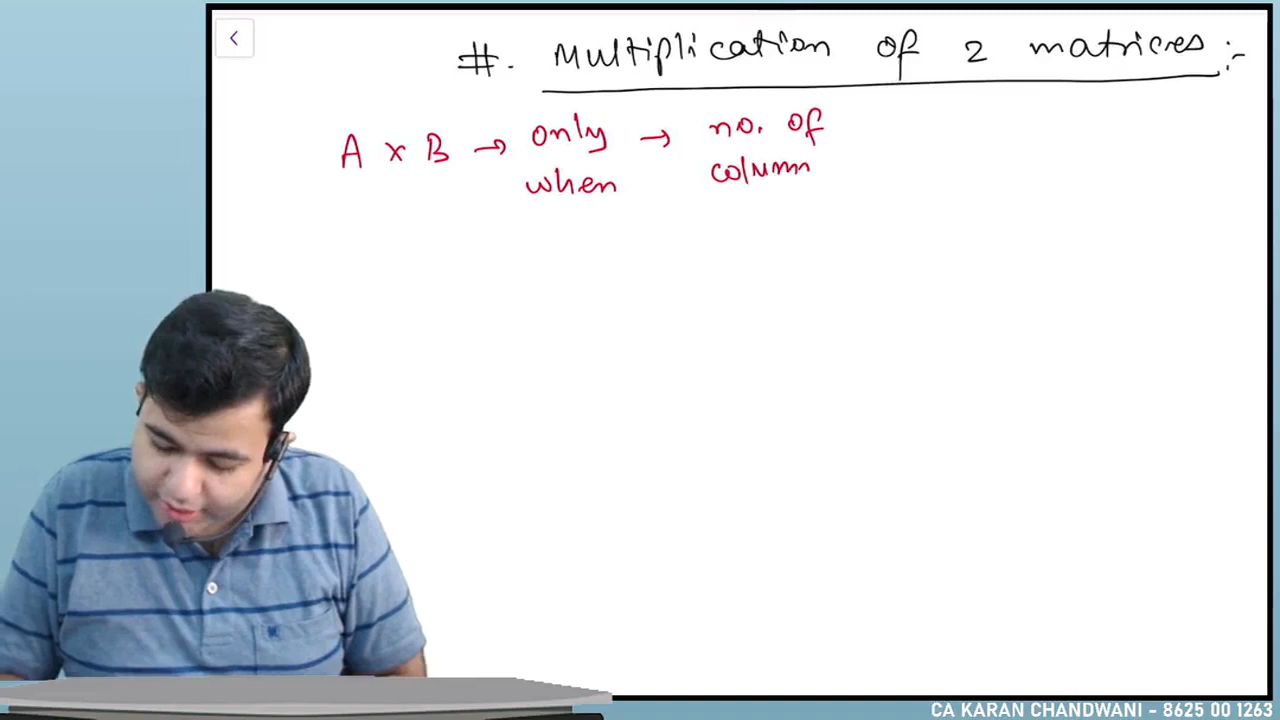 #. Multiplication of 2 matrices :-
A x B → only → no. of
when column
CA KARAN CHANDWANI - 8625 00 1263